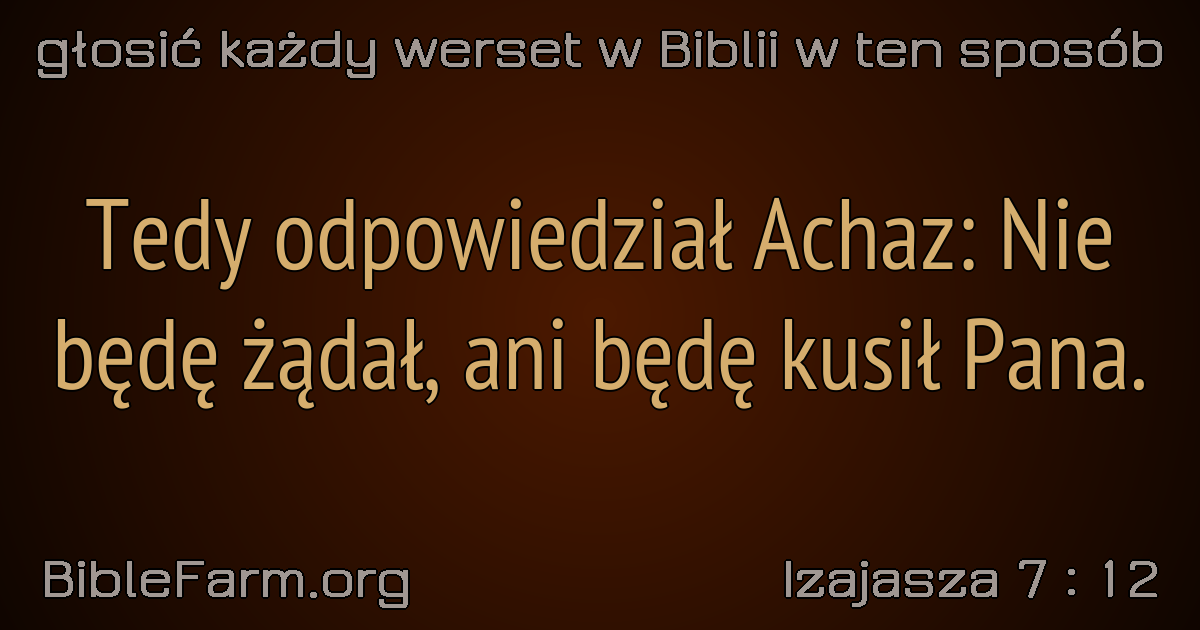 głosić każdy werset w Biblii w ten sposób
Tedy odpowiedział Achaz: Nie
będę żądał, ani będę kusił Pana.
BibleFarm.org
Izajasza 7 : 12